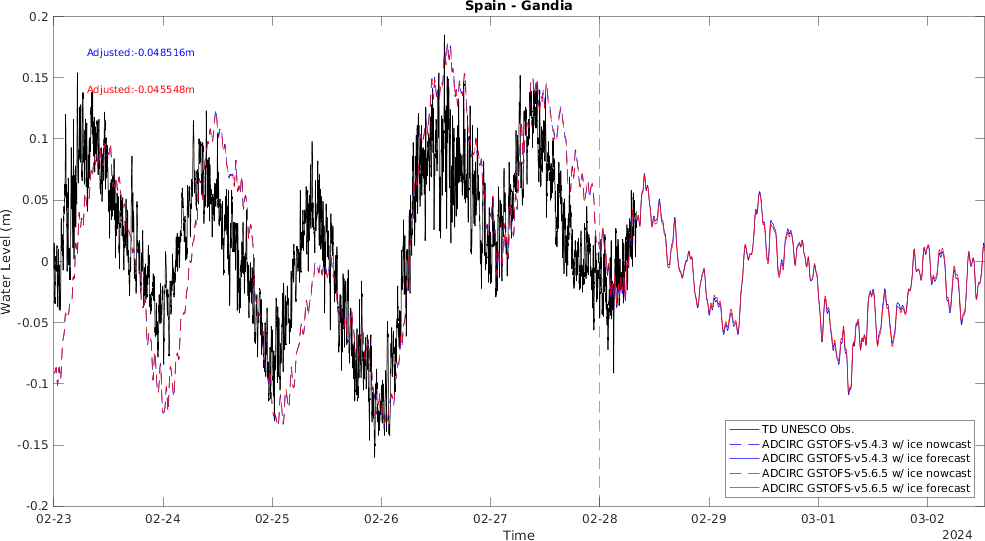 Spain - Gandia
0.2
0.15
0.1
0.05
0
-0.05
-0.1
-0.15
-0.2
Water Level (m)
Adjusted:-0.048516m
Adjusted:-0.045548m
TD UNESCO Obs.
ADCIRC GSTOFS-v5.4.3 w/ ice nowcast
ADCIRC GSTOFS-v5.4.3 w/ ice forecast
ADCIRC GSTOFS-v5.6.5 w/ ice nowcast
ADCIRC GSTOFS-v5.6.5 w/ ice forecast
02-23 02-24 02-25 02-26 02-27 02-28 02-29 03-01 03-02
Time
2024